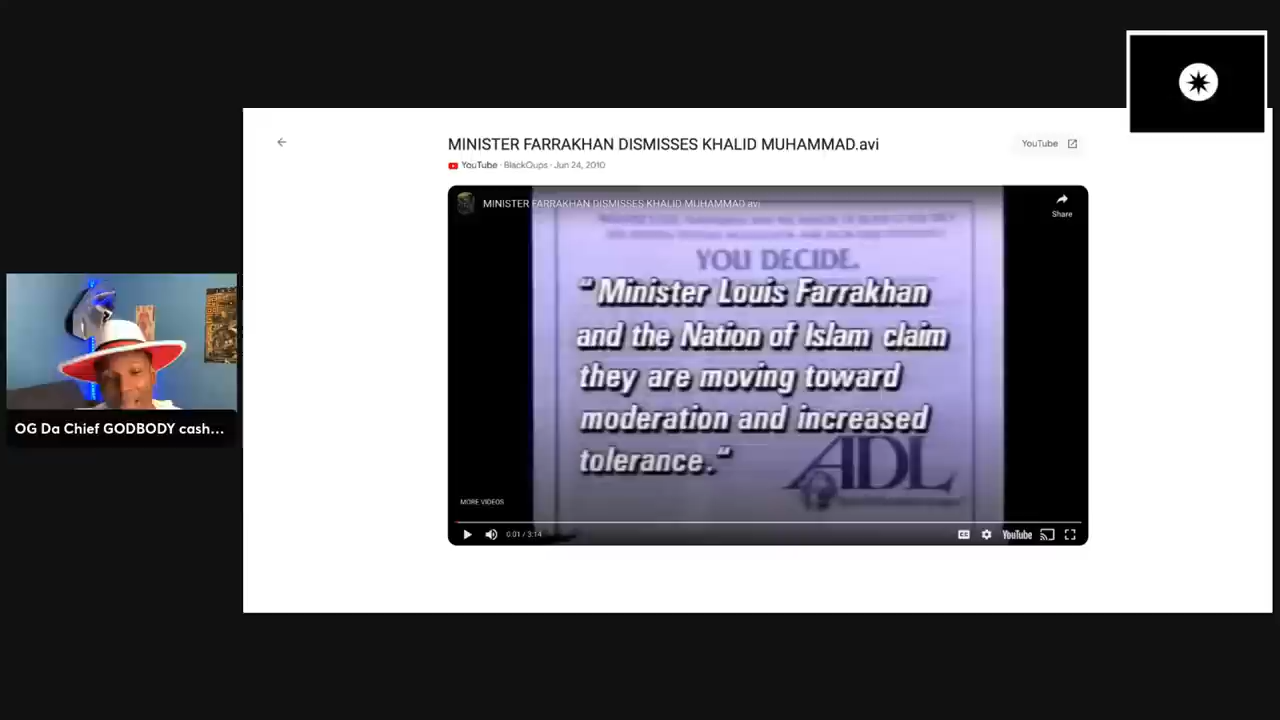 MINISTER FARRAKHAN DISMISSES KHALID MUHAMMAD.avi
YouTube
YouTube · BlackOups · Jun 24, 2010
MINISTER FARRAKHAN DISMISSES KHALID MUHAMMAD.avi
Share
YOU DECIDE.
“Minister Louis Farrakhan
and the Nation of Islam claim
they are moving toward
moderation and increased
tolerance.“
ADL
MORE VIDEOS
0:01 / 3:14
CC
YouTube
OG Da Chief GODBODY cash...